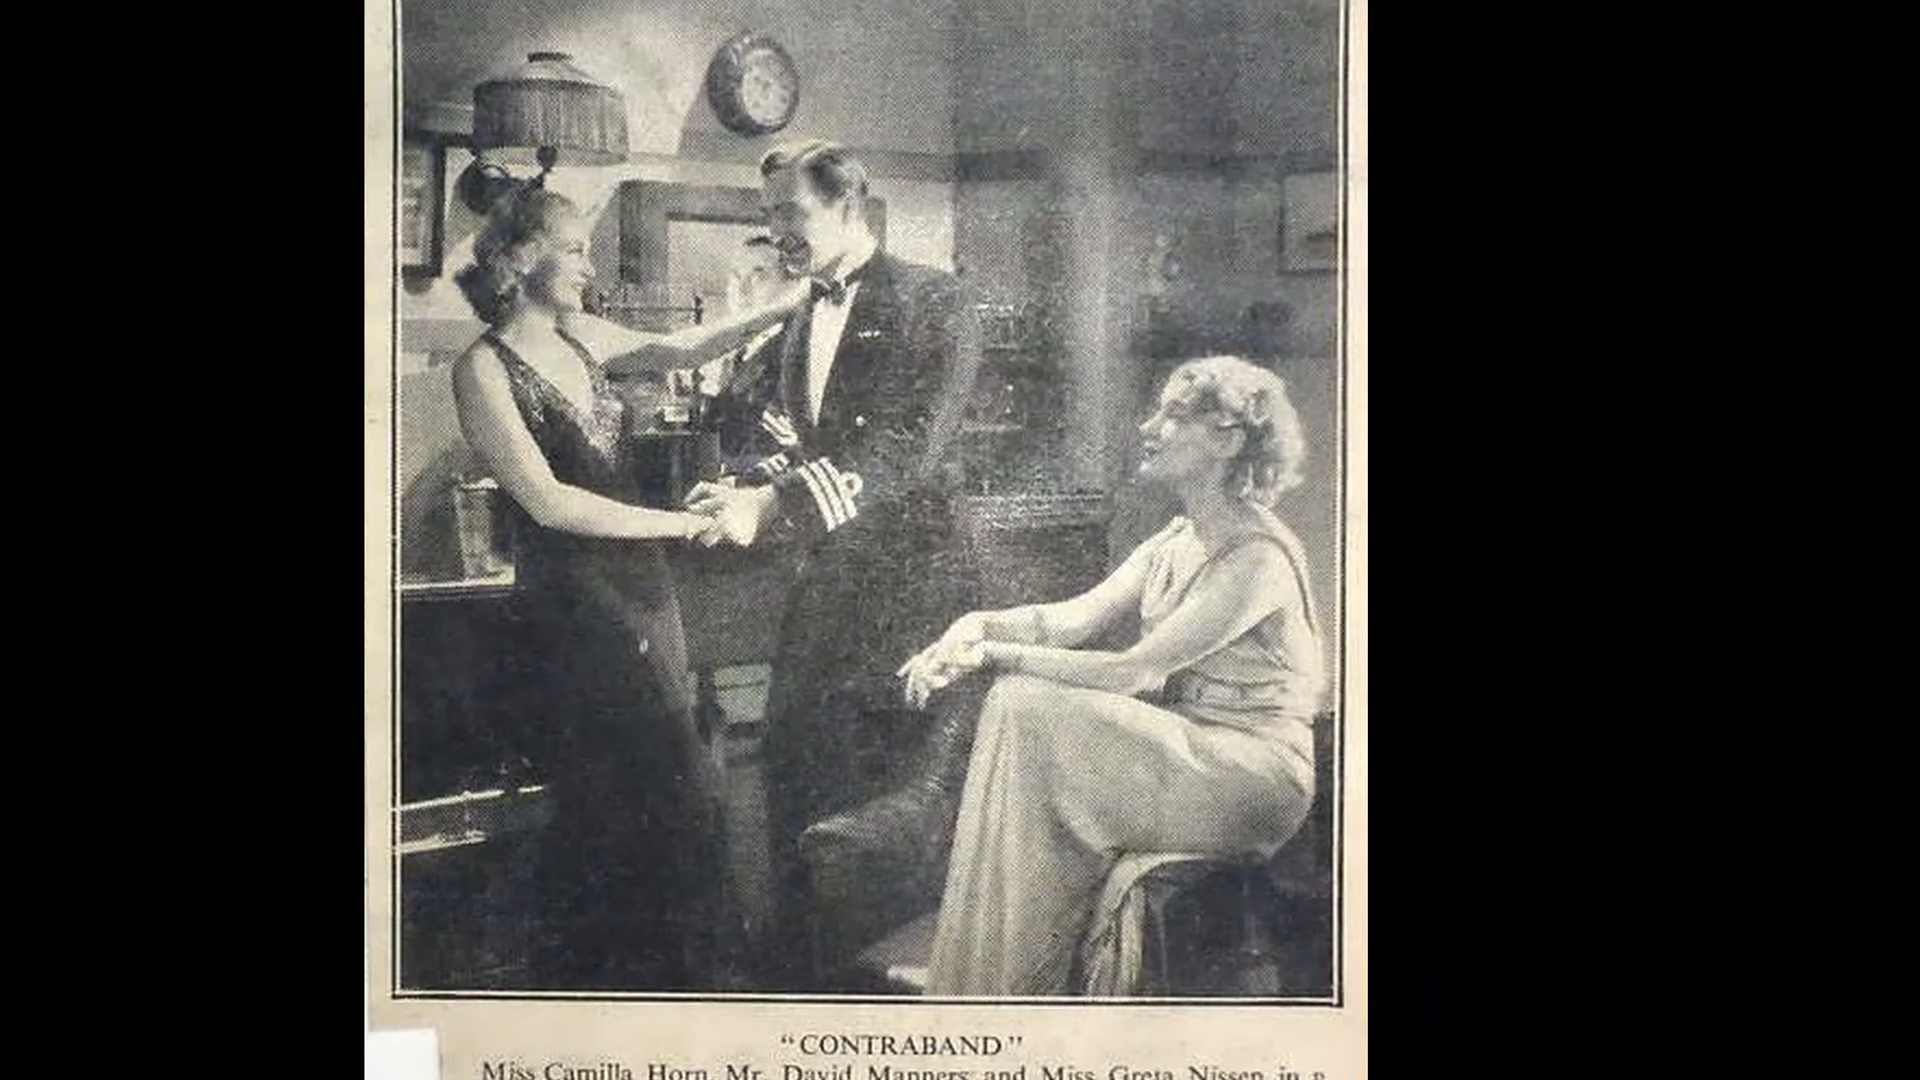 “CONTRABAND”
Miss Camilla Horn, Mr. David Manners and Miss Greta Nissen in a